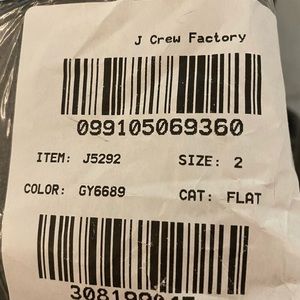 J Crew Factory
099105069360
ITEM: J5292 SIZE: 2
COLOR: GY6689 CAT: FLAT